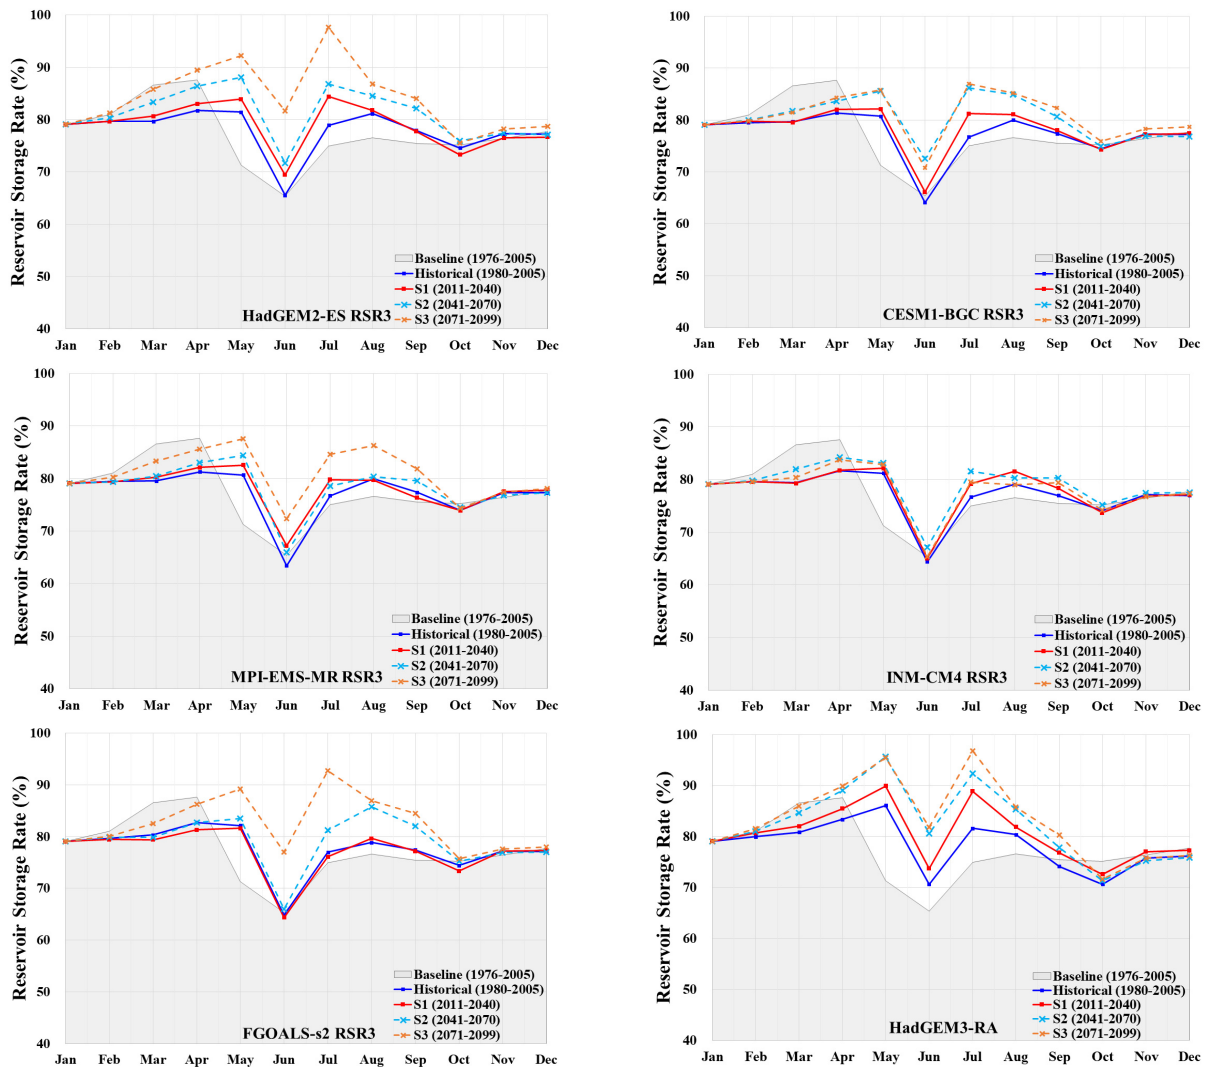 Reservoir Storage Rate (%)
100
90
80
70
60
50
40
Baseline (1976-2005)
Historical (1980-2005)
S1 (2011-2040)
S2 (2041-2070)
S3 (2071-2099)
HadGEM2-ES RSR3
Jan Feb Mar Apr May Jun Jul Aug Sep Oct Nov Dec
Reservoir Storage Rate (%)
100
90
80
70
60
50
40
Baseline (1976-2005)
Historical (1980-2005)
S1 (2011-2040)
S2 (2041-2070)
S3 (2071-2099)
CESM1-BGC RSR3
Jan Feb Mar Apr May Jun Jul Aug Sep Oct Nov Dec
Reservoir Storage Rate (%)
100
90
80
70
60
50
40
Baseline (1976-2005)
Historical (1980-2005)
S1 (2011-2040)
S2 (2041-2070)
S3 (2071-2099)
MPI-EMS-MR RSR3
Jan Feb Mar Apr May Jun Jul Aug Sep Oct Nov Dec
Reservoir Storage Rate (%)
100
90
80
70
60
50
40
Baseline (1976-2005)
Historical (1980-2005)
S1 (2011-2040)
S2 (2041-2070)
S3 (2071-2099)
INM-CM4 RSR3
Jan Feb Mar Apr May Jun Jul Aug Sep Oct Nov Dec
Reservoir Storage Rate (%)
100
90
80
70
60
50
40
Baseline (1976-2005)
Historical (1980-2005)
S1 (2011-2040)
S2 (2041-2070)
S3 (2071-2099)
FGOALS-s2 RSR3
Jan Feb Mar Apr May Jun Jul Aug Sep Oct Nov Dec
Reservoir Storage Rate (%)
100
90
80
70
60
50
40
Baseline (1976-2005)
Historical (1980-2005)
S1 (2011-2040)
S2 (2041-2070)
S3 (2071-2099)
HadGEM3-RA
Jan Feb Mar Apr May Jun Jul Aug Sep Oct Nov Dec